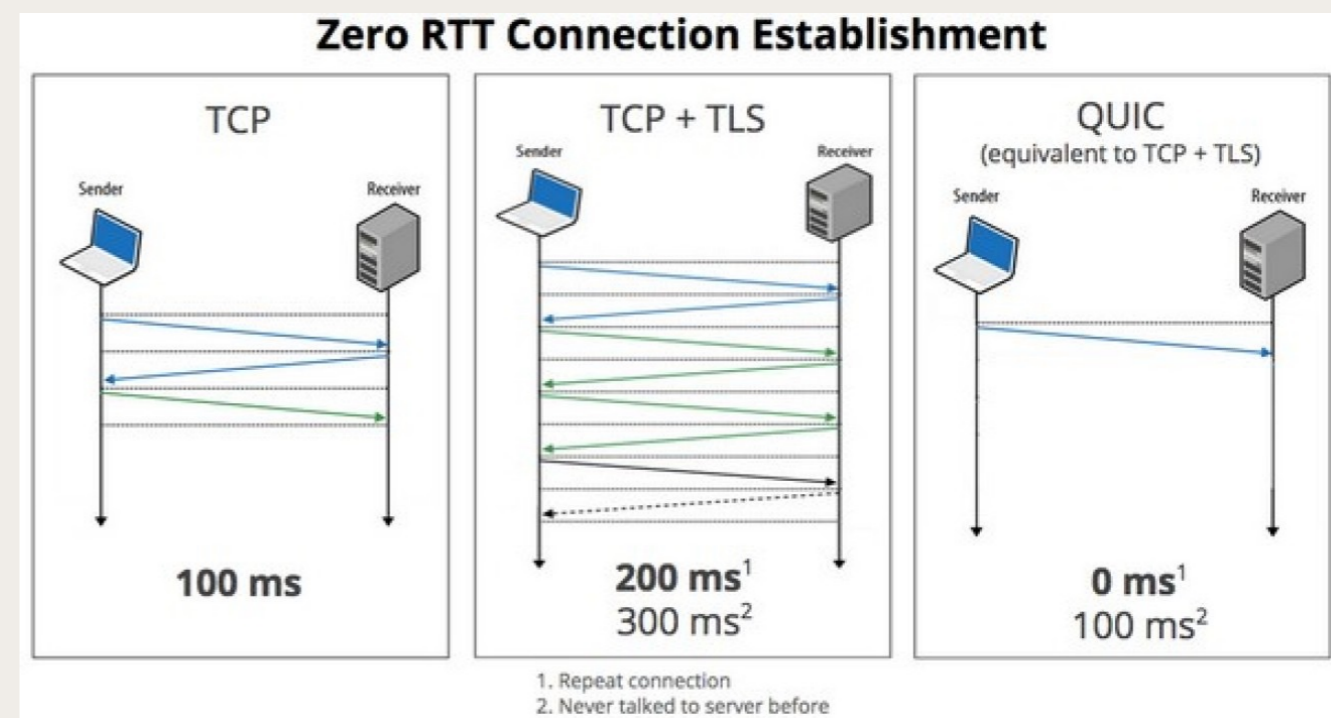 Zero RTT Connection Establishment
TCP
Sender
Receiver
100 ms
TCP + TLS
Sender
Receiver
200 ms¹
300 ms²
QUIC
(equivalent to TCP + TLS)
Sender
Receiver
0 ms¹
100 ms²
1. Repeat connection
2. Never talked to server before